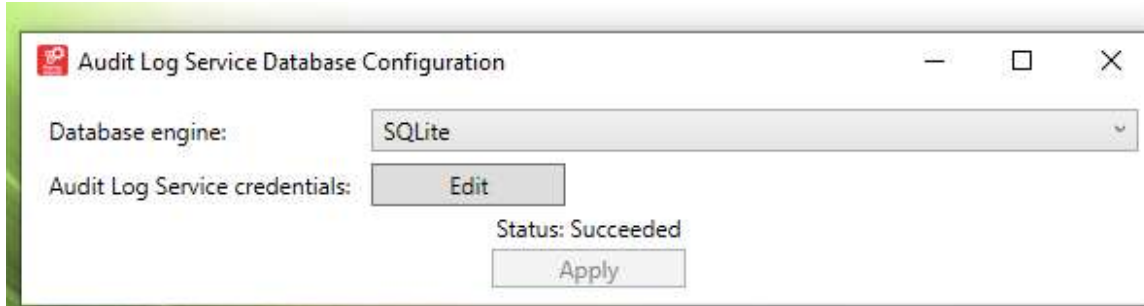 Audit Log Service Database Configuration
Database engine: SQLite
Audit Log Service credentials: Edit
Status: Succeeded
Apply